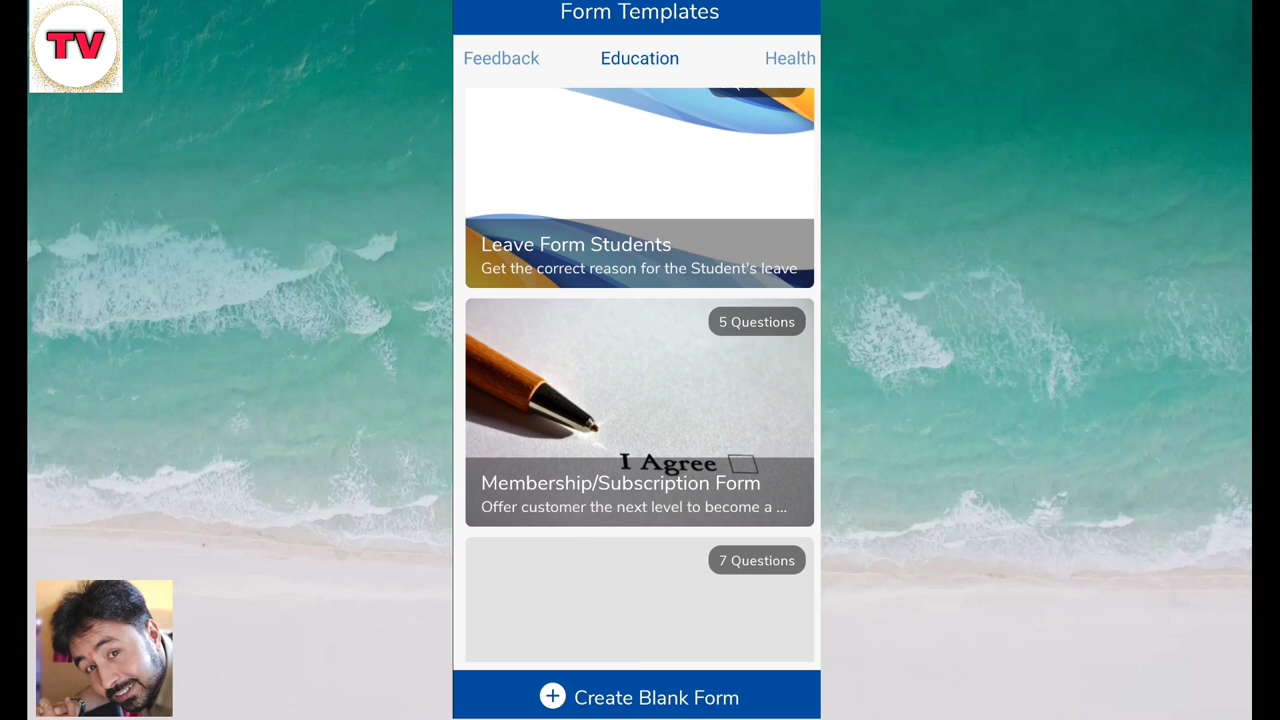 TV
Form Templates
Feedback Education Health
Leave Form Students
Get the correct reason for the Student's leave
5 Questions
I Agree
Membership/Subscription Form
Offer customer the next level to become a ...
7 Questions
Create Blank Form